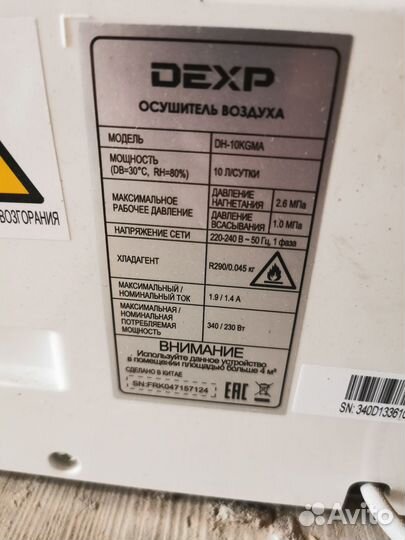 DEXP
ОСУШИТЕЛЬ ВОЗДУХА
МОДЕЛЬ DH-10KGMA
МОЩНОСТЬ (DB=30°C, RH=80%) 10 Л/СУТКИ
МАКСИМАЛЬНОЕ РАБОЧЕЕ ДАВЛЕНИЕ
ДАВЛЕНИЕ НАГНЕТАНИЯ 2.6 МПа
ДАВЛЕНИЕ ВСАСЫВАНИЯ 1.0 МПа
НАПРЯЖЕНИЕ СЕТИ 220-240 В ~ 50 Гц, 1 фаза
ХЛАДАГЕНТ R290/0.045 кг
МАКСИМАЛЬНЫЙ / НОМИНАЛЬНЫЙ ТОК 1.9 / 1.4 А
МАКСИМАЛЬНАЯ / НОМИНАЛЬНАЯ ПОТРЕБЛЯЕМАЯ МОЩНОСТЬ 340 / 230 Вт
ВНИМАНИЕ
Используйте данное устройство
в помещении площадью больше 4 м²
СДЕЛАНО В КИТАЕ
SN:FRK047157124
EAC
ВОЗГОРАНИЯ
SN: 340D13361
Avito